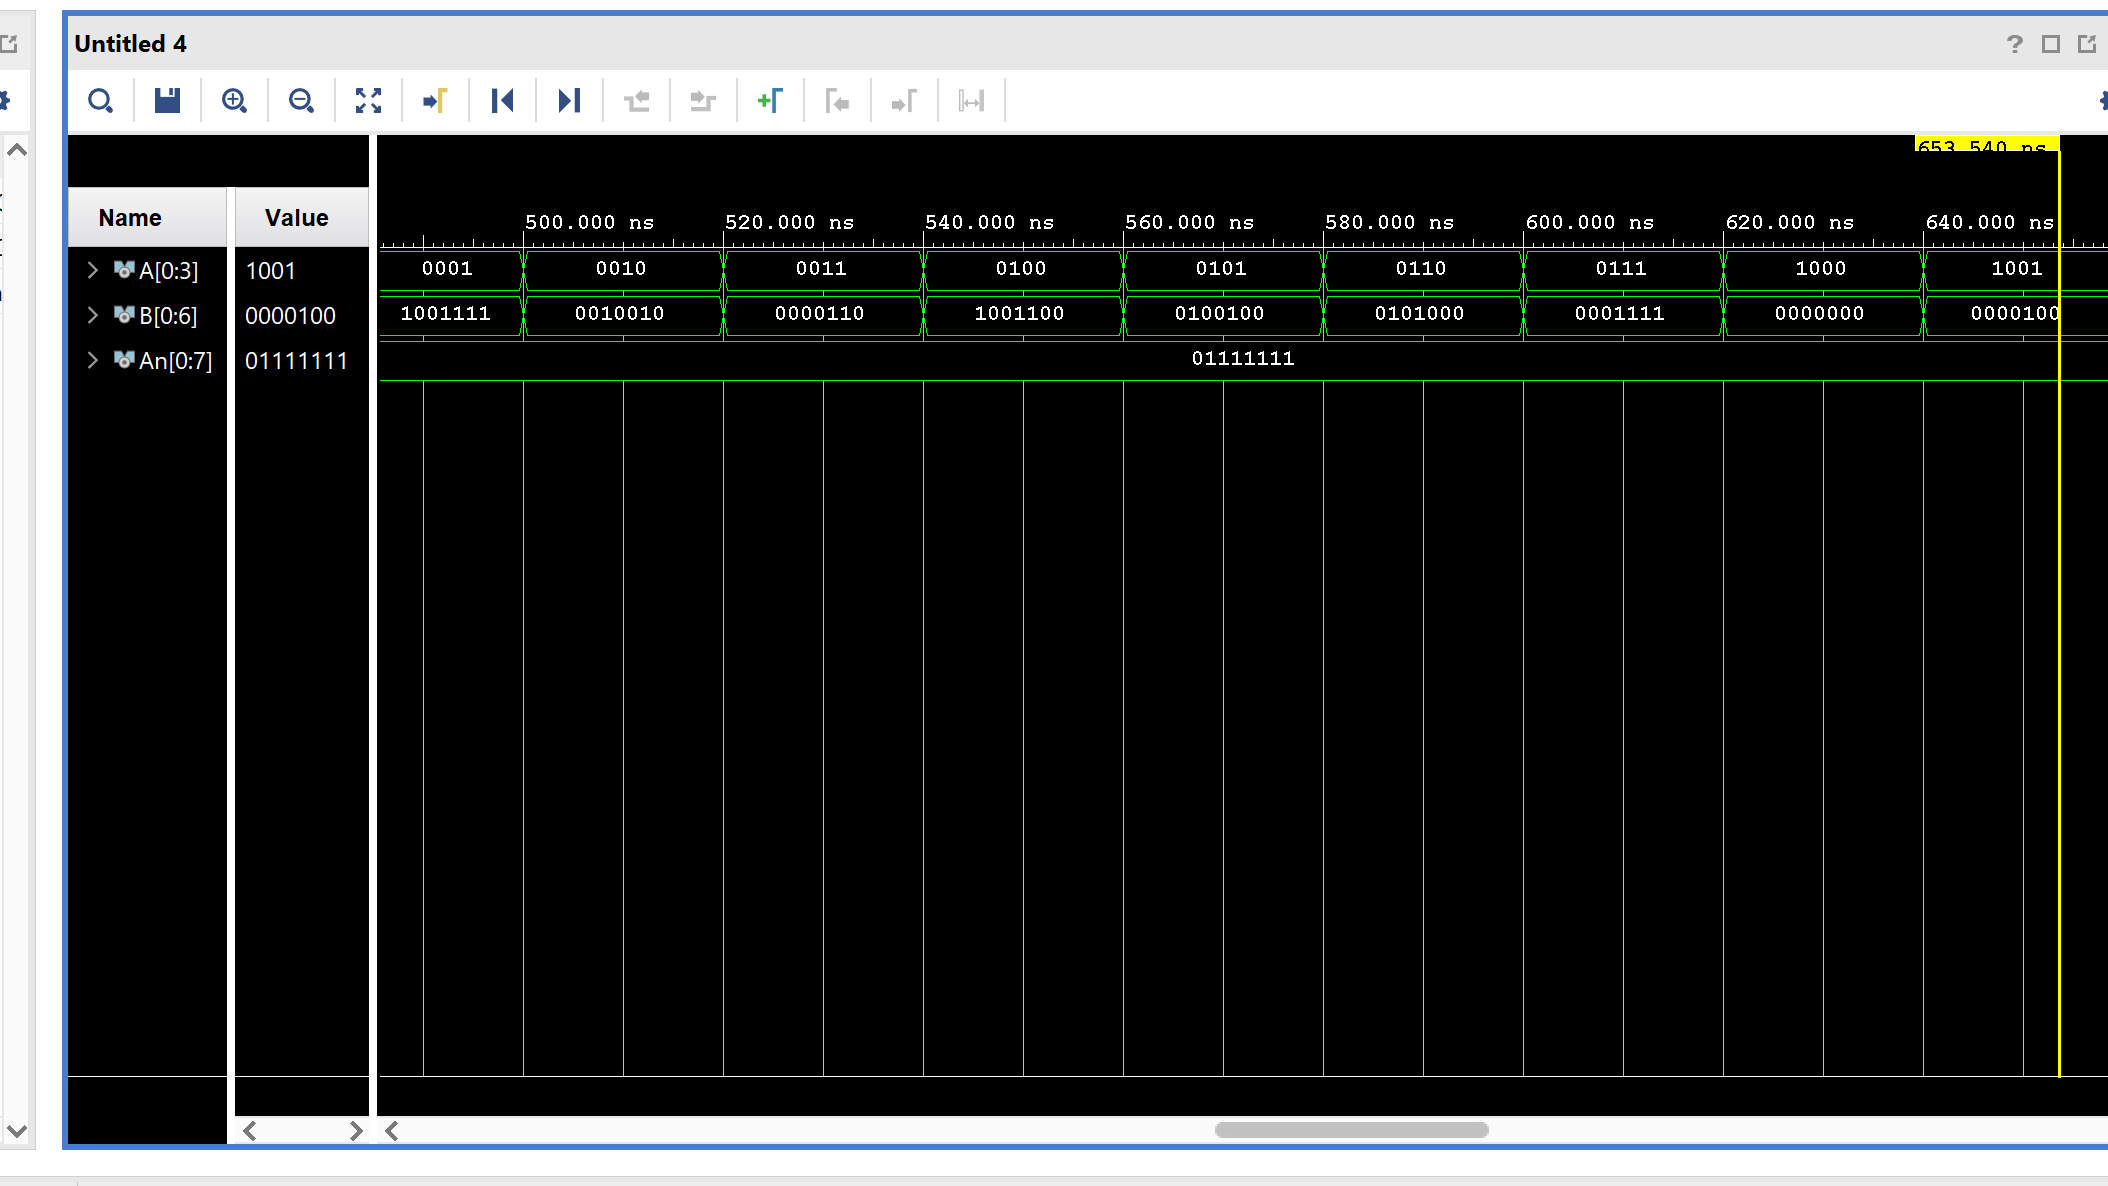 Untitled 4
653.540 ns
Name Value
500.000 ns 520.000 ns 540.000 ns 560.000 ns 580.000 ns 600.000 ns 620.000 ns 640.000 ns
A[0:3] 1001 0001 0010 0011 0100 0101 0110 0111 1000 1001
B[0:6] 0000100 1001111 0010010 0000110 1001100 0100100 0101000 0001111 0000000 0000100
An[0:7] 01111111 01111111